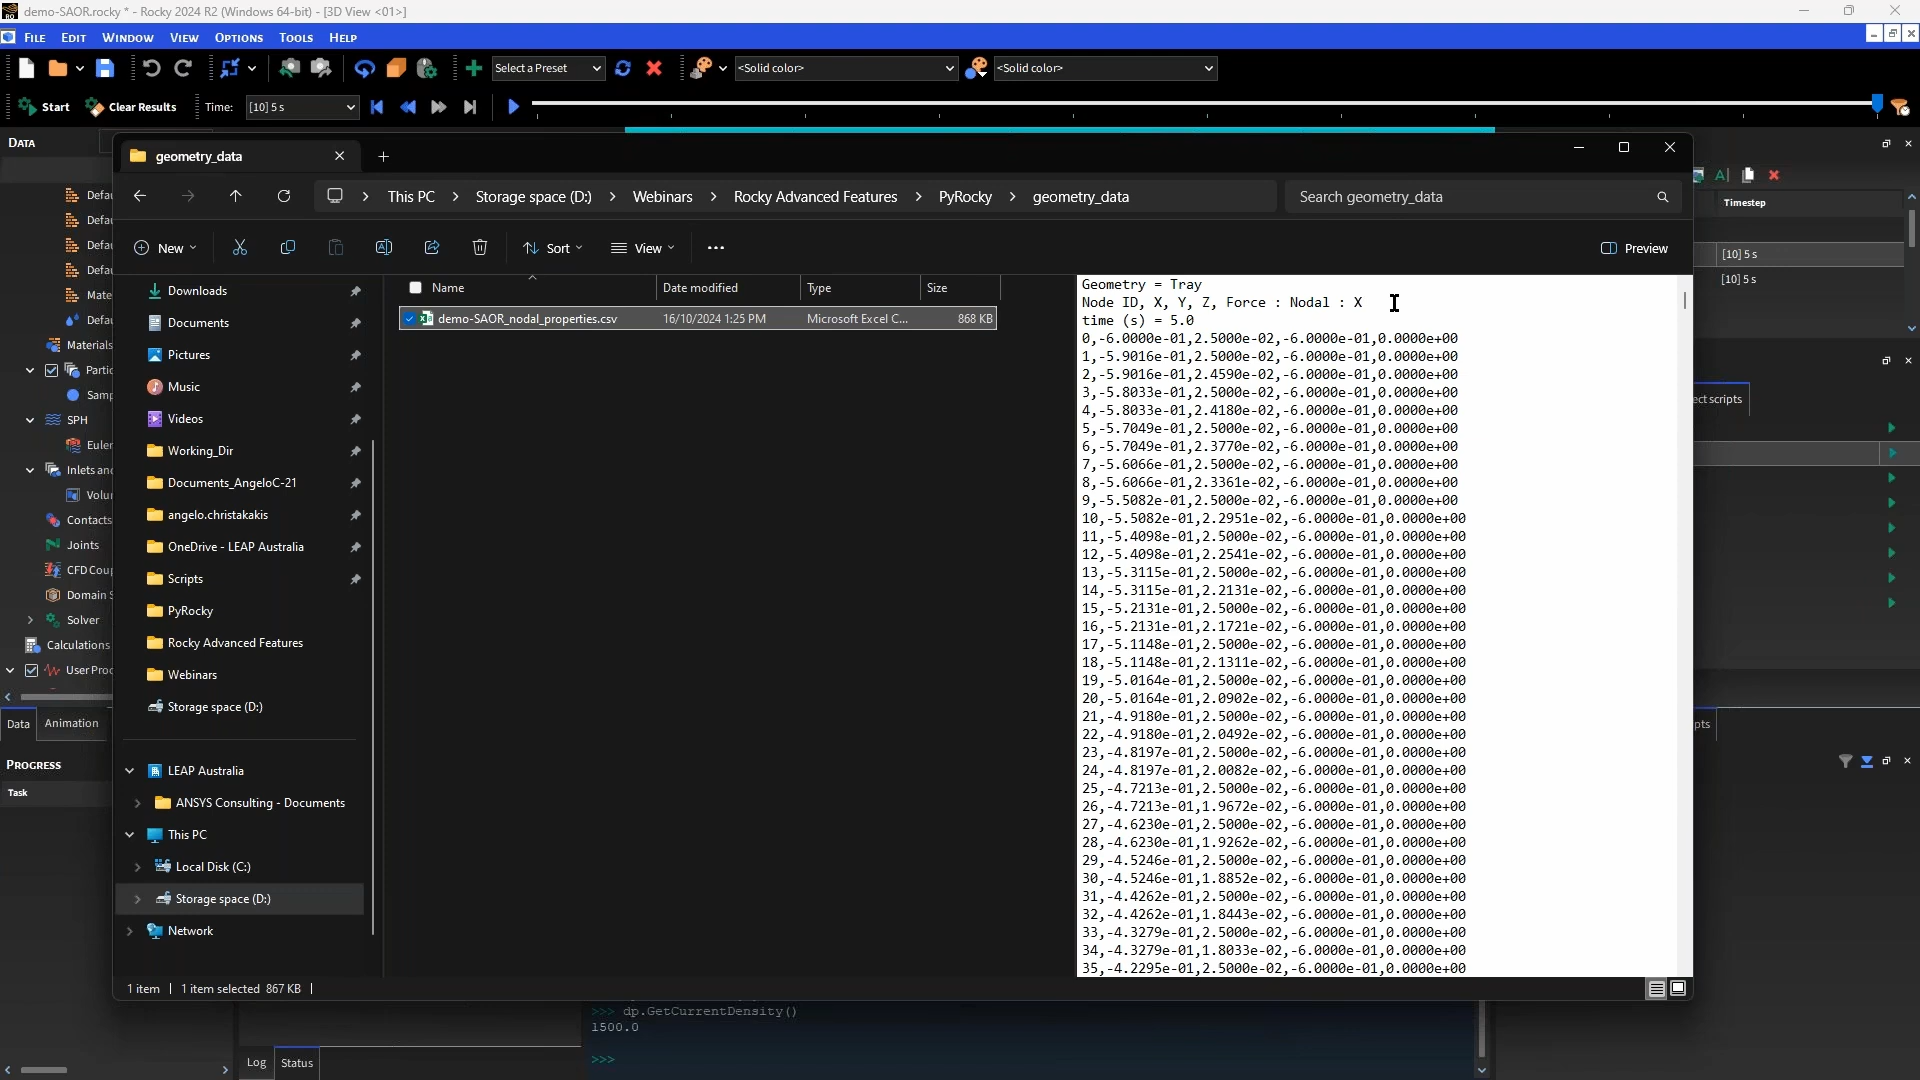 demo-SAOR.rocky * - Rocky 2024 R2 (Windows 64-bit) - [3D View <01>]
FILE EDIT WINDOW VIEW OPTIONS TOOLS HELP
Select a Preset <Solid color> <Solid color>
Start Clear Results Time: [10] 5 s
DATA
geometry_data
This PC > Storage space (D:) > Webinars > Rocky Advanced Features > PyRocky > geometry_data
Search geometry_data
New Sort View Preview
Timestep
[10] 5 s
[10] 5 s
ect scripts
pts
Defau
Defau
Defau
Defau
Mate
Defau
Materials
Partic
Samp
SPH
Euler
Inlets and
Volu
Contacts
Joints
CFD Coup
Domain S
Solver
Calculations
User Proc
Data Animation
PROGRESS
Task
Downloads
Documents
Pictures
Music
Videos
Working_Dir
Documents_AngeloC-21
angelo.christakakis
OneDrive - LEAP Australia
Scripts
PyRocky
Rocky Advanced Features
Webinars
Storage space (D:)
LEAP Australia
ANSYS Consulting - Documents
This PC
Local Disk (C:)
Storage space (D:)
Network
Name Date modified Type Size
demo-SAOR_nodal_properties.csv 16/10/2024 1:25 PM Microsoft Excel C... 868 KB
Geometry = Tray
Node ID, X, Y, Z, Force : Nodal : X
time (s) = 5.0
0,-6.0000e-01,2.5000e-02,-6.0000e-01,0.0000e+00
1,-5.9016e-01,2.5000e-02,-6.0000e-01,0.0000e+00
2,-5.9016e-01,2.4590e-02,-6.0000e-01,0.0000e+00
3,-5.8033e-01,2.5000e-02,-6.0000e-01,0.0000e+00
4,-5.8033e-01,2.4180e-02,-6.0000e-01,0.0000e+00
5,-5.7049e-01,2.5000e-02,-6.0000e-01,0.0000e+00
6,-5.7049e-01,2.3770e-02,-6.0000e-01,0.0000e+00
7,-5.6066e-01,2.5000e-02,-6.0000e-01,0.0000e+00
8,-5.6066e-01,2.3361e-02,-6.0000e-01,0.0000e+00
9,-5.5082e-01,2.5000e-02,-6.0000e-01,0.0000e+00
10,-5.5082e-01,2.2951e-02,-6.0000e-01,0.0000e+00
11,-5.4098e-01,2.5000e-02,-6.0000e-01,0.0000e+00
12,-5.4098e-01,2.2541e-02,-6.0000e-01,0.0000e+00
13,-5.3115e-01,2.5000e-02,-6.0000e-01,0.0000e+00
14,-5.3115e-01,2.2131e-02,-6.0000e-01,0.0000e+00
15,-5.2131e-01,2.5000e-02,-6.0000e-01,0.0000e+00
16,-5.2131e-01,2.1721e-02,-6.0000e-01,0.0000e+00
17,-5.1148e-01,2.5000e-02,-6.0000e-01,0.0000e+00
18,-5.1148e-01,2.1311e-02,-6.0000e-01,0.0000e+00
19,-5.0164e-01,2.5000e-02,-6.0000e-01,0.0000e+00
20,-5.0164e-01,2.0902e-02,-6.0000e-01,0.0000e+00
21,-4.9180e-01,2.5000e-02,-6.0000e-01,0.0000e+00
22,-4.9180e-01,2.0492e-02,-6.0000e-01,0.0000e+00
23,-4.8197e-01,2.5000e-02,-6.0000e-01,0.0000e+00
24,-4.8197e-01,2.0082e-02,-6.0000e-01,0.0000e+00
25,-4.7213e-01,2.5000e-02,-6.0000e-01,0.0000e+00
26,-4.7213e-01,1.9672e-02,-6.0000e-01,0.0000e+00
27,-4.6230e-01,2.5000e-02,-6.0000e-01,0.0000e+00
28,-4.6230e-01,1.9262e-02,-6.0000e-01,0.0000e+00
29,-4.5246e-01,2.5000e-02,-6.0000e-01,0.0000e+00
30,-4.5246e-01,1.8852e-02,-6.0000e-01,0.0000e+00
31,-4.4262e-01,2.5000e-02,-6.0000e-01,0.0000e+00
32,-4.4262e-01,1.8443e-02,-6.0000e-01,0.0000e+00
33,-4.3279e-01,2.5000e-02,-6.0000e-01,0.0000e+00
34,-4.3279e-01,1.8033e-02,-6.0000e-01,0.0000e+00
35,-4.2295e-01,2.5000e-02,-6.0000e-01,0.0000e+00
1 item 1 item selected 867 KB
>>> dp.GetCurrentDensity()
1500.0
>>>
Log Status